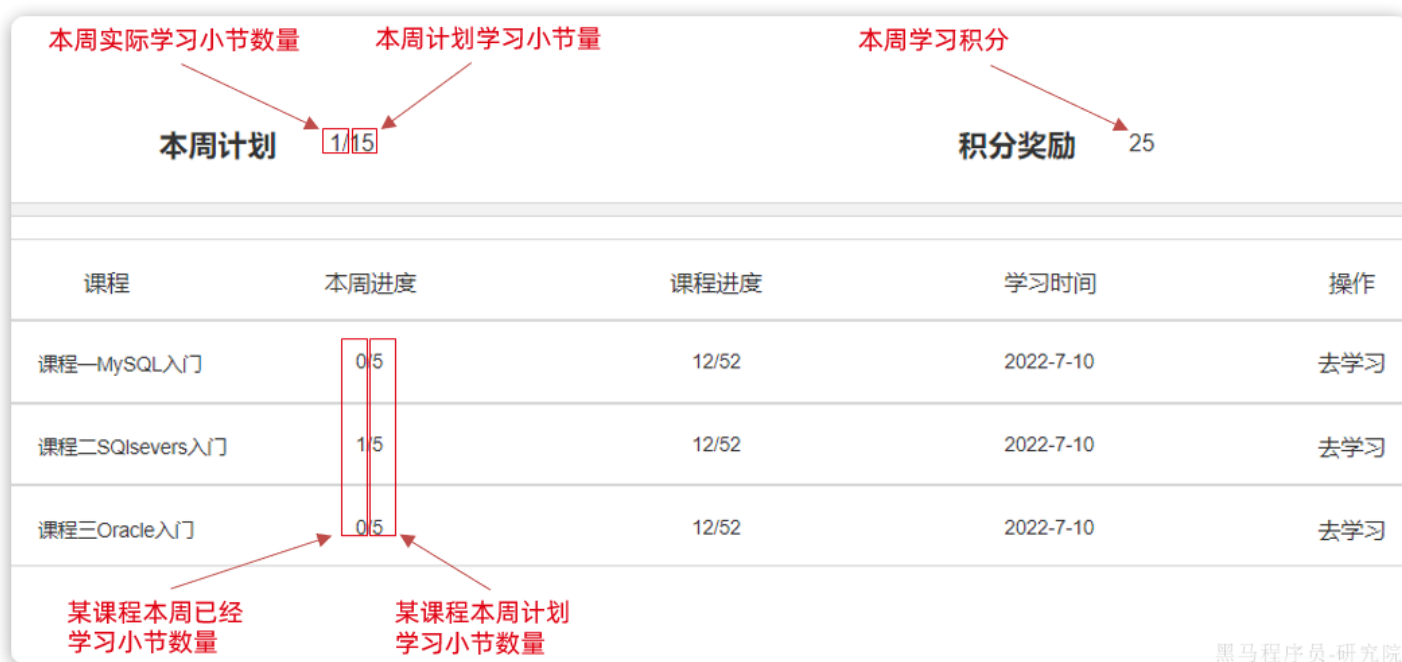 本周实际学习小节数量 本周计划学习小节量 本周学习积分
本周计划 1/15 积分奖励 25
课程 本周进度 课程进度 学习时间 操作
课程一MySQL入门 0/5 12/52 2022-7-10 去学习
课程二SQlsevers入门 1/5 12/52 2022-7-10 去学习
课程三Oracle入门 0/5 12/52 2022-7-10 去学习
某课程本周已经 某课程本周计划
学习小节数量 学习小节数量
黑马程序员-研究院